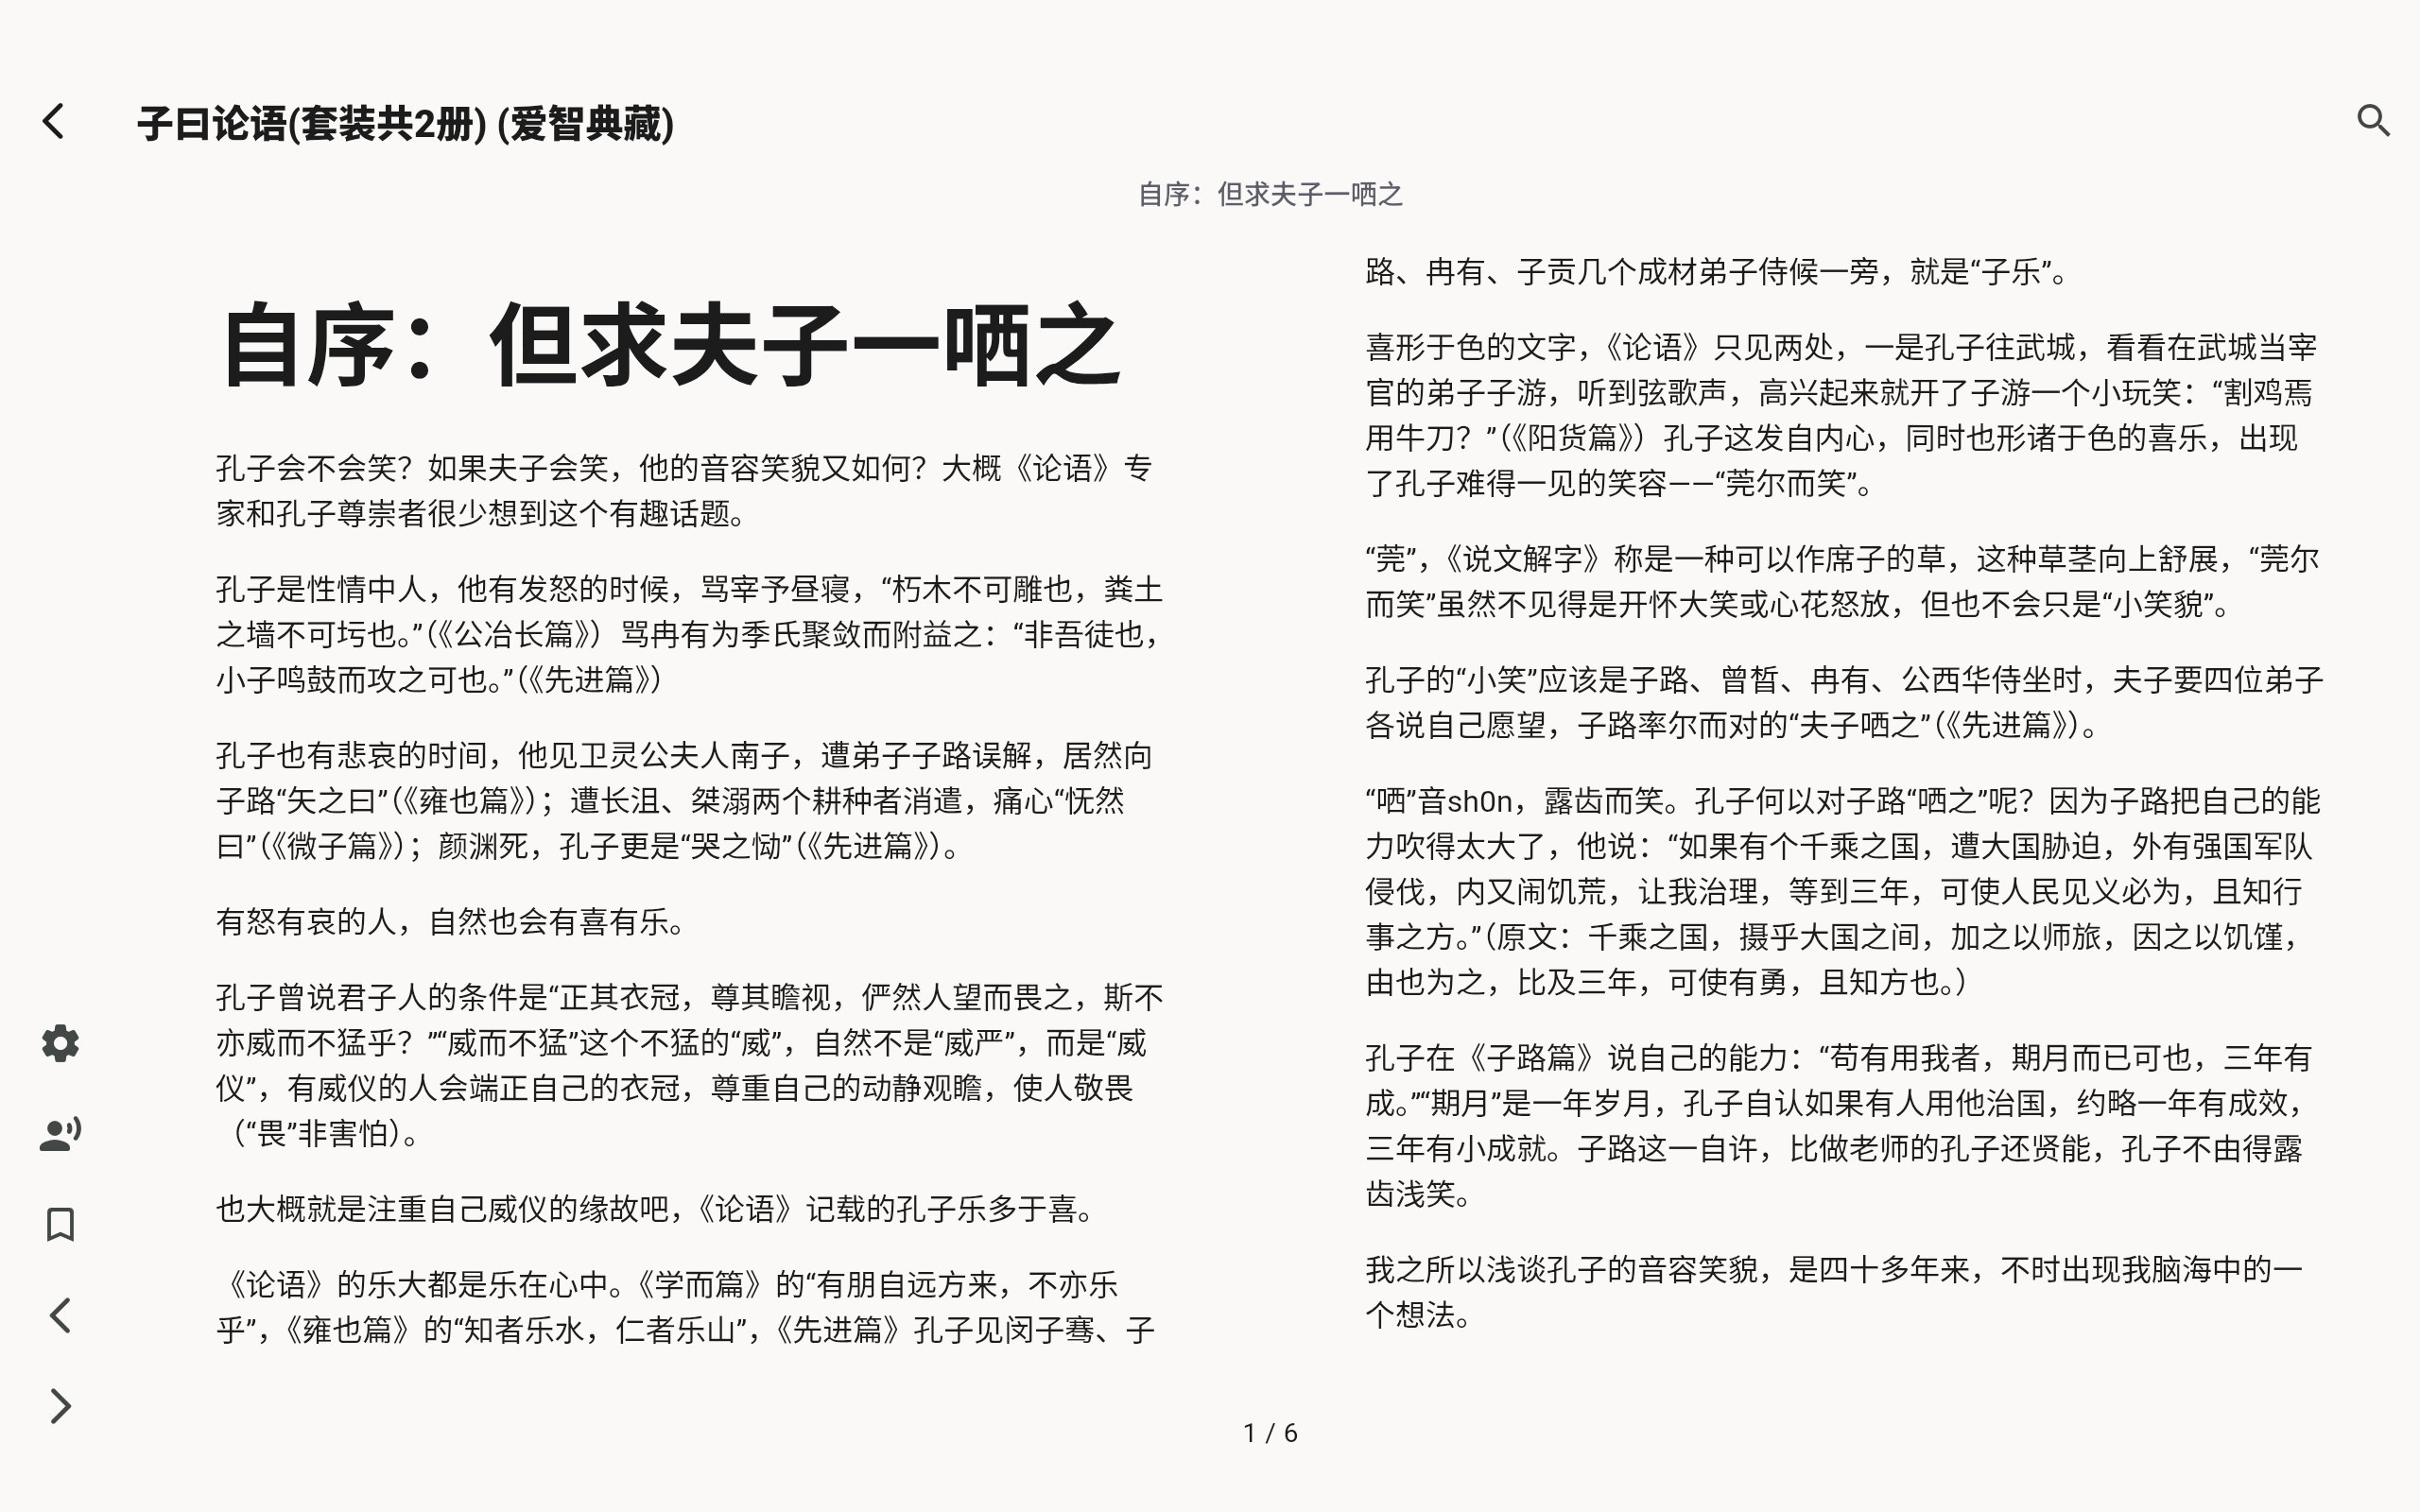 子曰论语(套装共2册) (爱智典藏)
自序：但求夫子一哂之
自序：但求夫子一哂之
孔子会不会笑？如果夫子会笑，他的音容笑貌又如何？大概《论语》专
家和孔子尊崇者很少想到这个有趣话题。
孔子是性情中人，他有发怒的时候，骂宰予昼寝，“朽木不可雕也，粪土
之墙不可圬也。”（《公冶长篇》）骂冉有为季氏聚敛而附益之：“非吾徒也，
小子鸣鼓而攻之可也。”（《先进篇》）
孔子也有悲哀的时间，他见卫灵公夫人南子，遭弟子子路误解，居然向
子路“矢之曰”（《雍也篇》）；遭长沮、桀溺两个耕种者消遣，痛心“怃然
曰”（《微子篇》）；颜渊死，孔子更是“哭之恸”（《先进篇》）。
有怒有哀的人，自然也会有喜有乐。
孔子曾说君子人的条件是“正其衣冠，尊其瞻视，俨然人望而畏之，斯不
亦威而不猛乎？”“威而不猛”这个不猛的“威”，自然不是“威严”，而是“威
仪”，有威仪的人会端正自己的衣冠，尊重自己的动静观瞻，使人敬畏
（“畏”非害怕）。
也大概就是注重自己威仪的缘故吧，《论语》记载的孔子乐多于喜。
《论语》的乐大都是乐在心中。《学而篇》的“有朋自远方来，不亦乐
乎”，《雍也篇》的“知者乐水，仁者乐山”，《先进篇》孔子见闵子骞、子
路、冉有、子贡几个成材弟子侍候一旁，就是“子乐”。
喜形于色的文字，《论语》只见两处，一是孔子往武城，看看在武城当宰
官的弟子子游，听到弦歌声，高兴起来就开了子游一个小玩笑：“割鸡焉
用牛刀？”（《阳货篇》）孔子这发自内心，同时也形诸于色的喜乐，出现
了孔子难得一见的笑容——“莞尔而笑”。
“莞”，《说文解字》称是一种可以作席子的草，这种草茎向上舒展，“莞尔
而笑”虽然不见得是开怀大笑或心花怒放，但也不会只是“小笑貌”。
孔子的“小笑”应该是子路、曾皙、冉有、公西华侍坐时，夫子要四位弟子
各说自己愿望，子路率尔而对的“夫子哂之”（《先进篇》）。
“哂”音sh0n，露齿而笑。孔子何以对子路“哂之”呢？因为子路把自己的能
力吹得太大了，他说：“如果有个千乘之国，遭大国胁迫，外有强国军队
侵伐，内又闹饥荒，让我治理，等到三年，可使人民见义必为，且知行
事之方。”（原文：千乘之国，摄乎大国之间，加之以师旅，因之以饥馑，
由也为之，比及三年，可使有勇，且知方也。）
孔子在《子路篇》说自己的能力：“苟有用我者，期月而已可也，三年有
成。”“期月”是一年岁月，孔子自认如果有人用他治国，约略一年有成效，
三年有小成就。子路这一自许，比做老师的孔子还贤能，孔子不由得露
齿浅笑。
我之所以浅谈孔子的音容笑貌，是四十多年来，不时出现我脑海中的一
个想法。
1 / 6